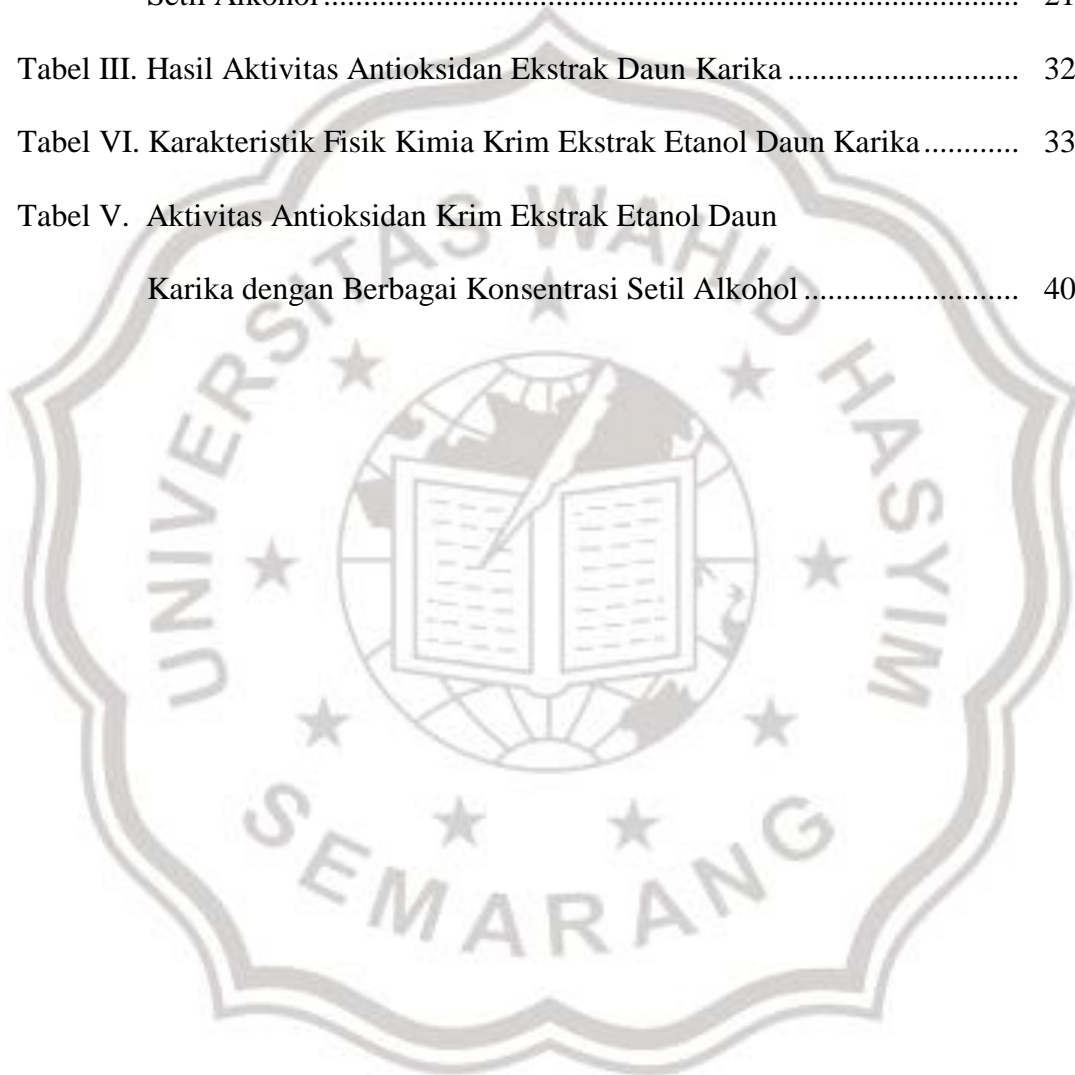 Setil Alkohol........................................................................................ 21
Tabel III. Hasil Aktivitas Antioksidan Ekstrak Daun Karika ............................. 32
Tabel VI. Karakteristik Fisik Kimia Krim Ekstrak Etanol Daun Karika ............ 33
Tabel V. Aktivitas Antioksidan Krim Ekstrak Etanol Daun
Karika dengan Berbagai Konsentrasi Setil Alkohol ........................... 40
UNIVERSITAS WAHID HASYIM
SEMARANG